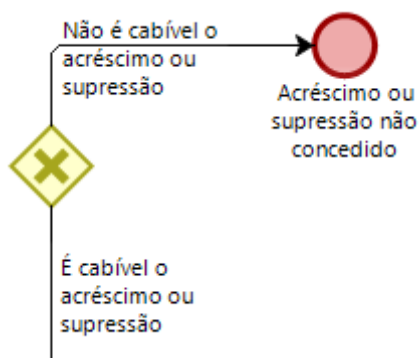 Não é cabível o
acréscimo ou
supressão
Acréscimo ou
supressão não
concedido
É cabível o
acréscimo ou
supressão